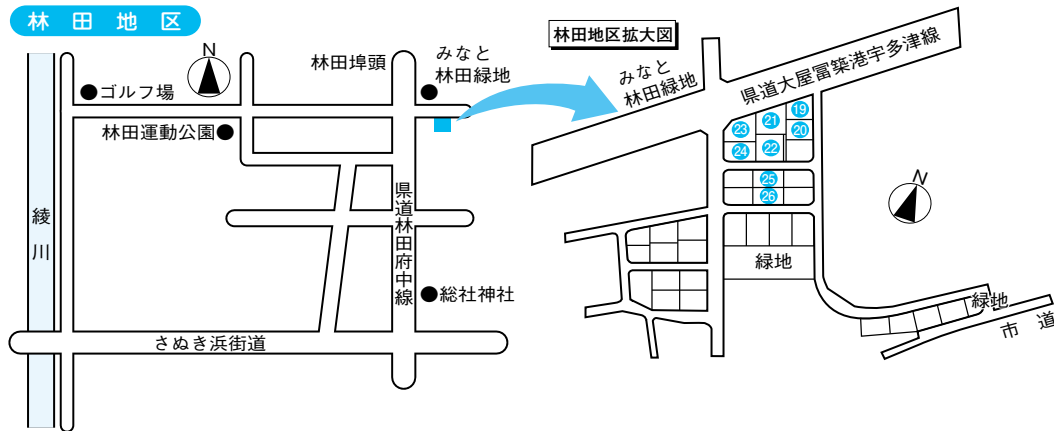 林田地区
N
林田埠頭
みなと
林田緑地
ゴルフ場
林田運動公園
綾川
県道林田府中線
総社神社
さぬき浜街道
林田地区拡大図
みなと
林田緑地
県道大屋冨築港宇多津線
19
21
23
20
24
22
25
26
N
緑地
緑地
市道